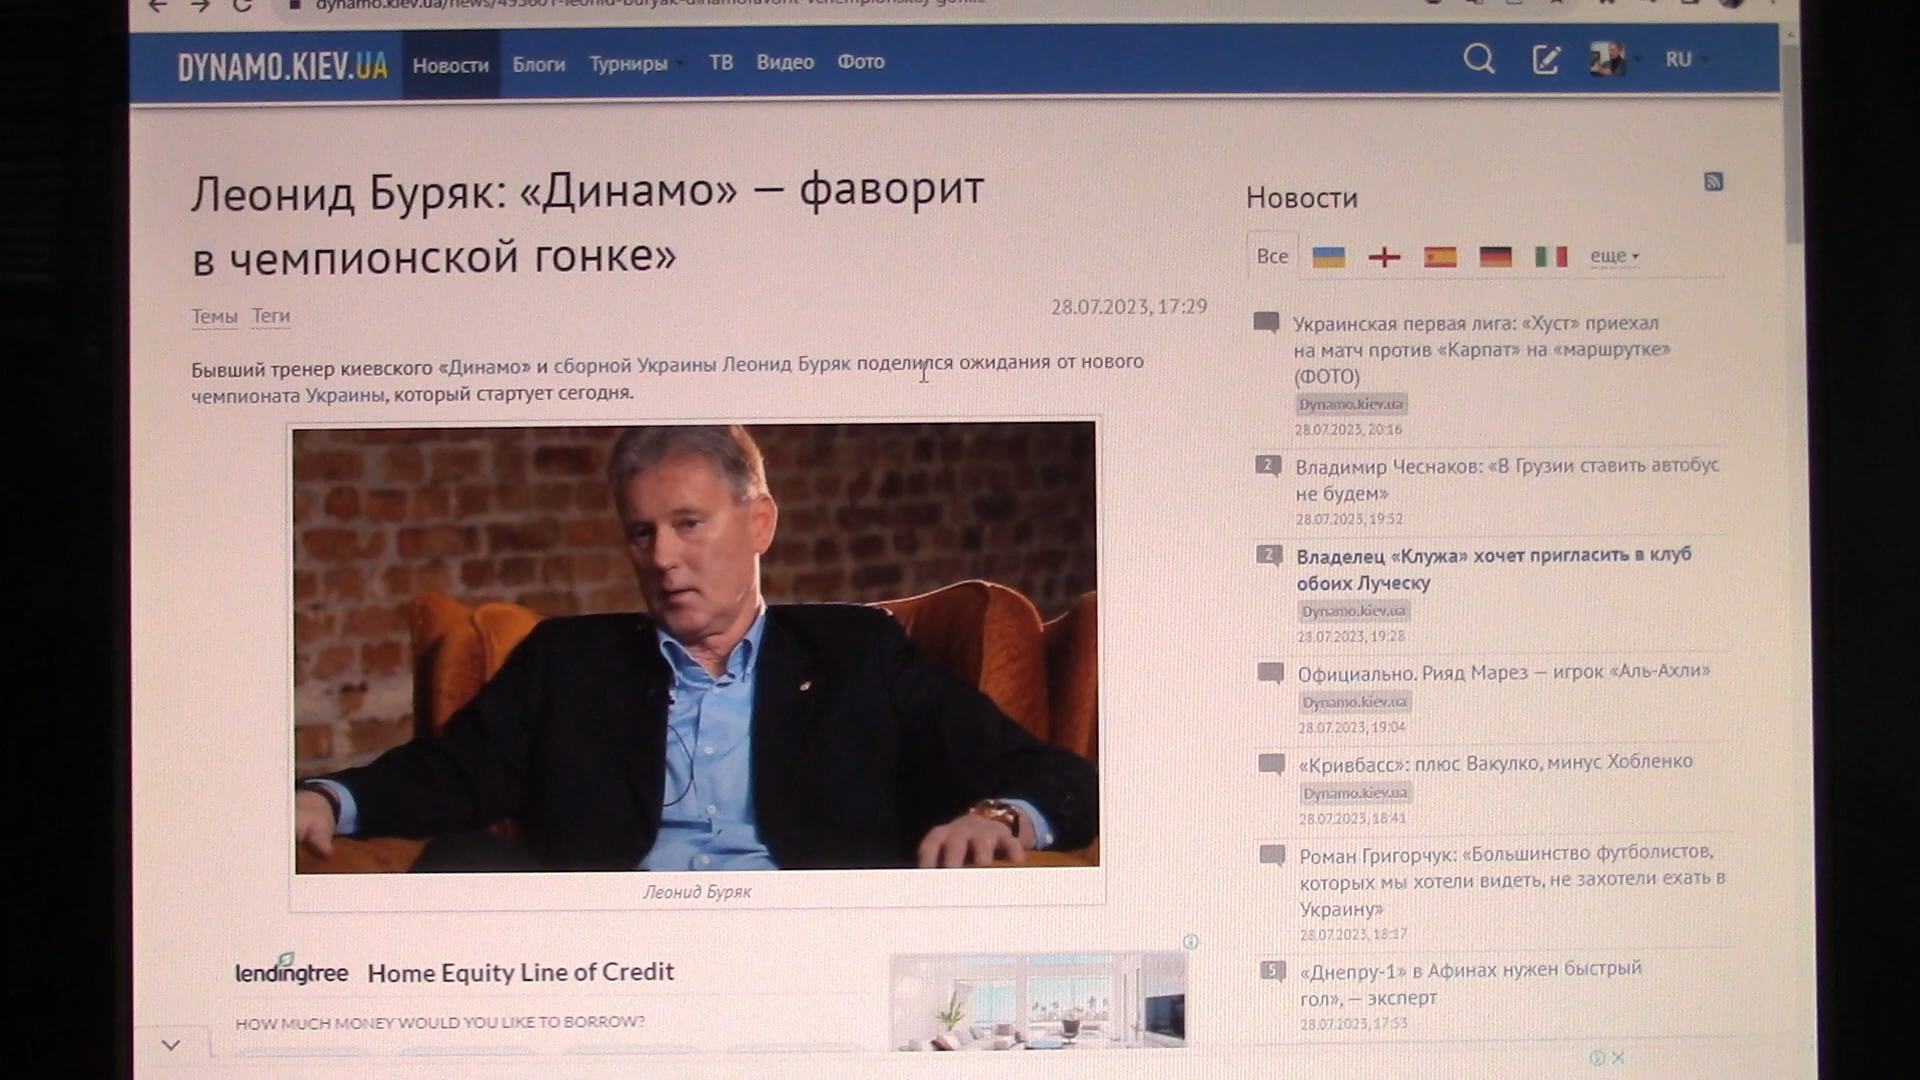 DYNAMO.KIEV.UA Новости Блоги Турниры ТВ Видео Фото RU
Леонид Буряк: «Динамо» — фаворит
в чемпионской гонке»
Темы Теги
28.07.2023, 17:29
Бывший тренер киевского «Динамо» и сборной Украины Леонид Буряк поделился ожидания от нового
чемпионата Украины, который стартует сегодня.
Леонид Буряк
lendingtree Home Equity Line of Credit
HOW MUCH MONEY WOULD YOU LIKE TO BORROW?
Новости
Все еще
Украинская первая лига: «Хуст» приехал
на матч против «Карпат» на «маршрутке»
(ФОТО)
Dynamo.kiev.ua
28.07.2023, 20:16
2 Владимир Чеснаков: «В Грузии ставить автобус
не будем»
28.07.2023, 19:52
2 Владелец «Клужа» хочет пригласить в клуб
обоих Луческу
Dynamo.kiev.ua
28.07.2023, 19:28
Официально. Рияд Марез — игрок «Аль-Ахли»
Dynamo.kiev.ua
28.07.2023, 19:04
«Кривбасс»: плюс Вакулко, минус Хобленко
Dynamo.kiev.ua
28.07.2023, 18:41
Роман Григорчук: «Большинство футболистов,
которых мы хотели видеть, не захотели ехать в
Украину»
28.07.2023, 18:17
5 «Днепру-1» в Афинах нужен быстрый
гол», — эксперт
28.07.2023, 17:53